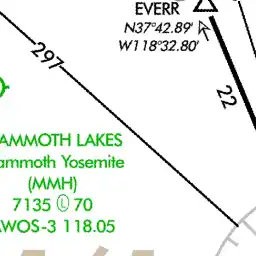 EVERR
N37°42.89'
W118°32.80'
297
22
AMMOTH LAKES
ammoth Yosemite
(MMH)
7135 Ⓛ 70
WOS-3 118.05